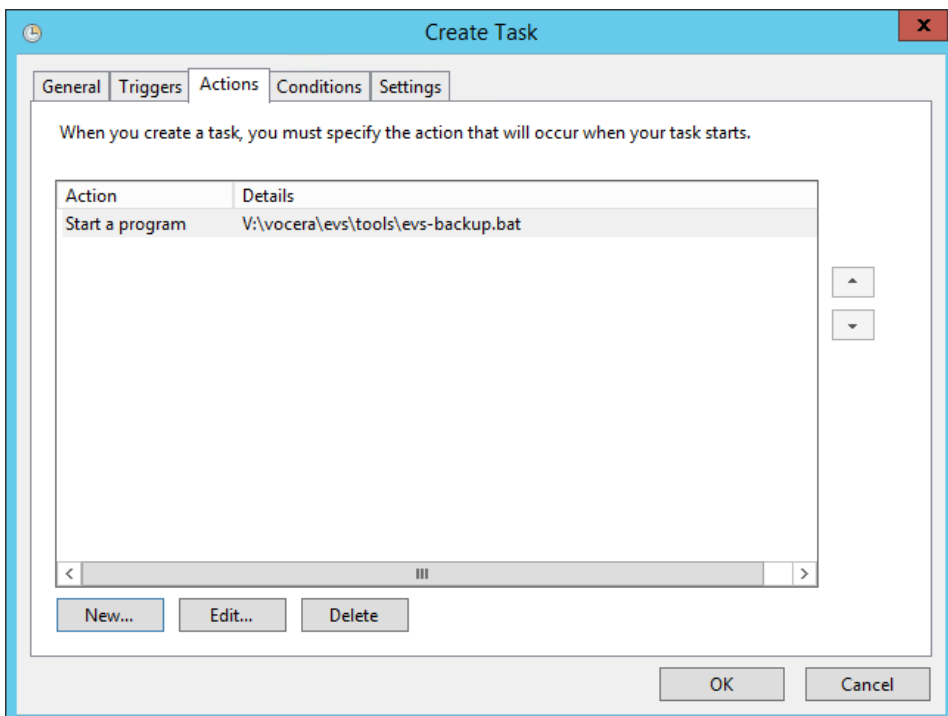 Create Task
x
General Triggers Actions Conditions Settings
When you create a task, you must specify the action that will occur when your task starts.
Action Details
Start a program V:\vocera\evs\tools\evs-backup.bat
New... Edit... Delete
OK Cancel